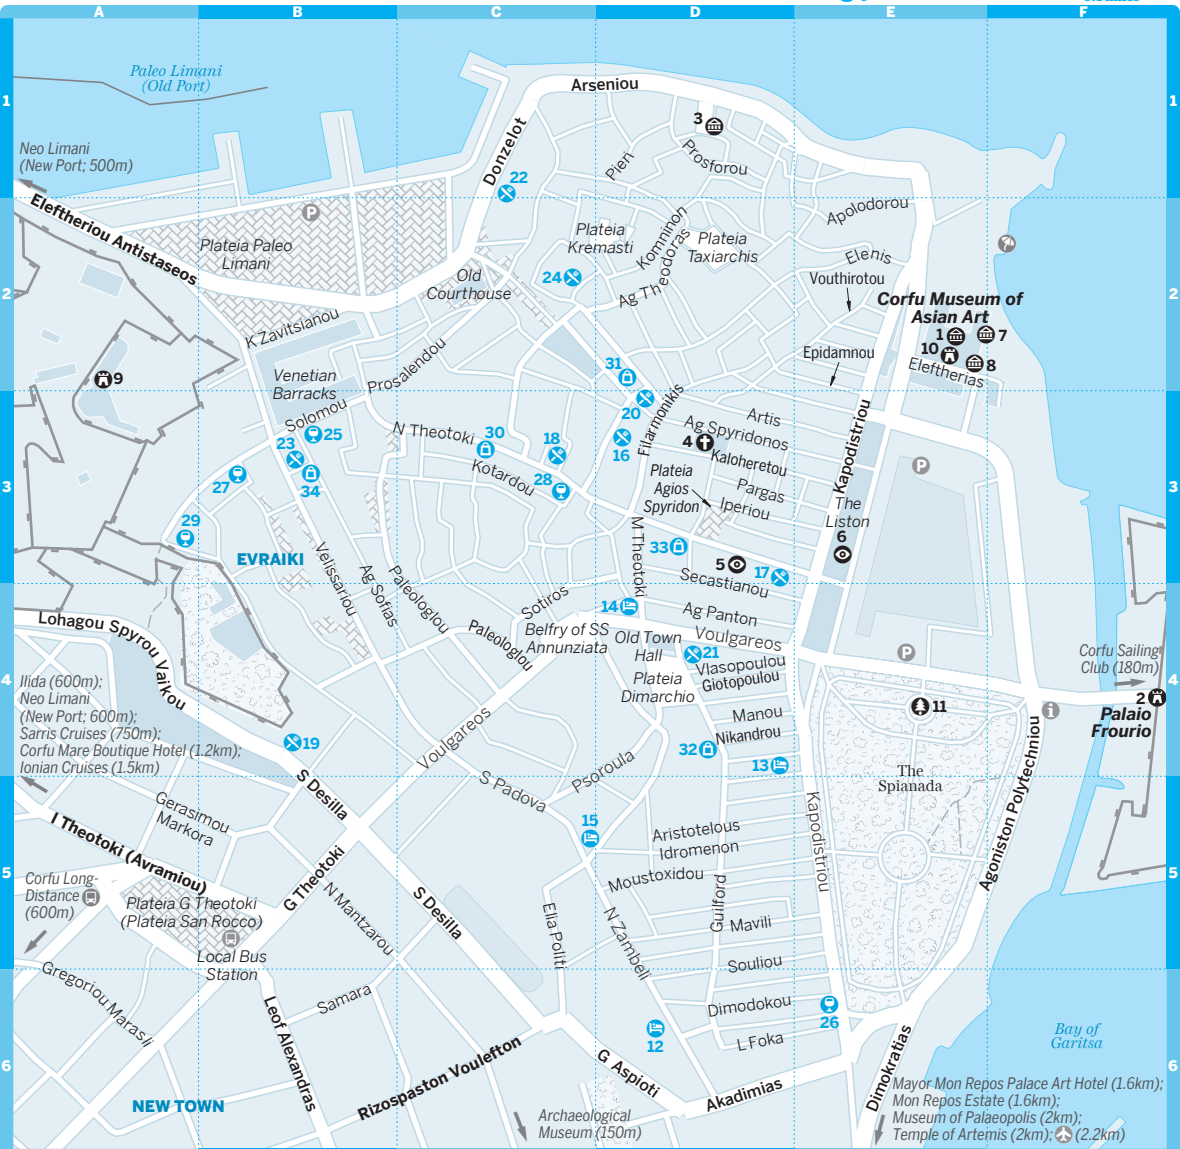 A
B
C
D
E
F
Paleo Limani
(Old Port)
1
Arseniou
1
3
Neo Limani
(New Port; 500m)
Donzelot
Pieri
Prosforou
22
Eleftheriou Antistaseos
P
Apolodorou
Plateia Paleo
Limani
Plateia
Kremasti
Komninon
Ag Theodoras
Plateia
Taxiarchis
Elenis
Old
Courthouse
24
Vouthirotou
2
2
Corfu Museum of
Asian Art
1
7
10
8
K Zavitsianou
Epidamnou
Eleftherias
9
Venetian
Barracks
Prosalendou
31
20
Filarmonikis
Artis
Solomou
N Theotoki
30
18
16
4
Ag Spyridonos
Kaloheretou
Kapodistriou
23
25
Kotardou
28
Plateia
Agios
Spyridon
Pargas
Iperiou
P
27
34
3
3
The
Liston
6
29
M Theotoki
33
5
17
EVRAIKI
Velissariou
Ag Sofias
Paleologlou
Secastianou
Sotiros
14
Ag Panton
Lohagou Spyrou Vaikou
Paleologlou
Belfry of SS
Annunziata
Old Town
Hall
Voulgareos
21
P
Corfu Sailing
Club (180m)
Vlasopoulou
Giotopoulou
Plateia
Dimarchio
4
4
Ilida (600m);
Neo Limani
(New Port; 600m);
Sarris Cruises (750m);
Corfu Mare Boutique Hotel (1.2km);
Ionian Cruises (1.5km)
2
Palaio
Frourio
11
i
Manou
Nikandrou
Voulgareos
19
32
13
S Padova
Psoroula
The
Spianada
S Desilla
Gerasimou
Markora
Kapodistriou
Agoniston Polytechniou
15
I Theotoki (Avramiou)
Aristotelous
Idromenon
5
5
Corfu Long-
Distance
(600m)
G Theotoki
Moustoxidou
Plateia G Theotoki
(Plateia San Rocco)
N Mantzarou
S Desilla
Elia Politi
N Zambeli
Guilford
Mavili
Local Bus
Station
Souliou
Gregoriou Marasli
Samara
Leof Alexandras
Dimodokou
26
12
L Foka
Bay of
Garitsa
6
6
Rizospaston Voulefton
G Aspioti
Akadimias
Dimokratias
NEW TOWN
Archaeological
Museum (150m)
Mayor Mon Repos Palace Art Hotel (1.6km);
Mon Repos Estate (1.6km);
Museum of Palaeopolis (2km);
Temple of Artemis (2km);
(2.2km)